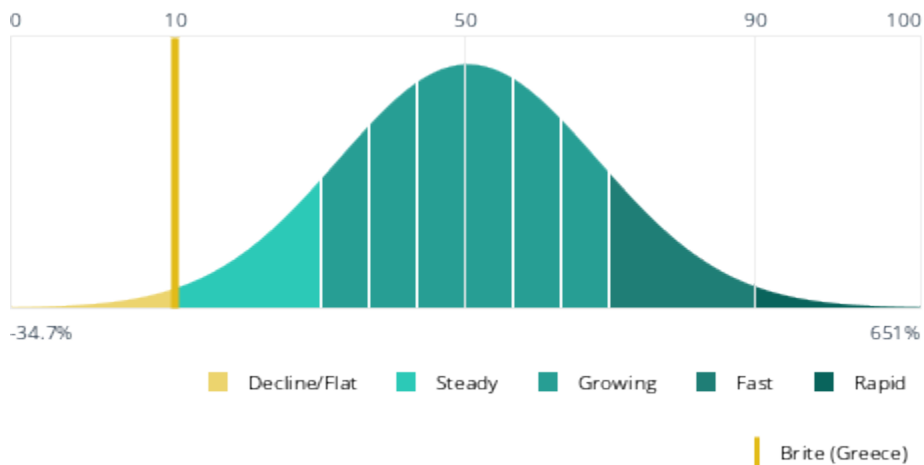 0 10 50 90 100
-34.7% 651%
Decline/Flat Steady Growing Fast Rapid
Brite (Greece)